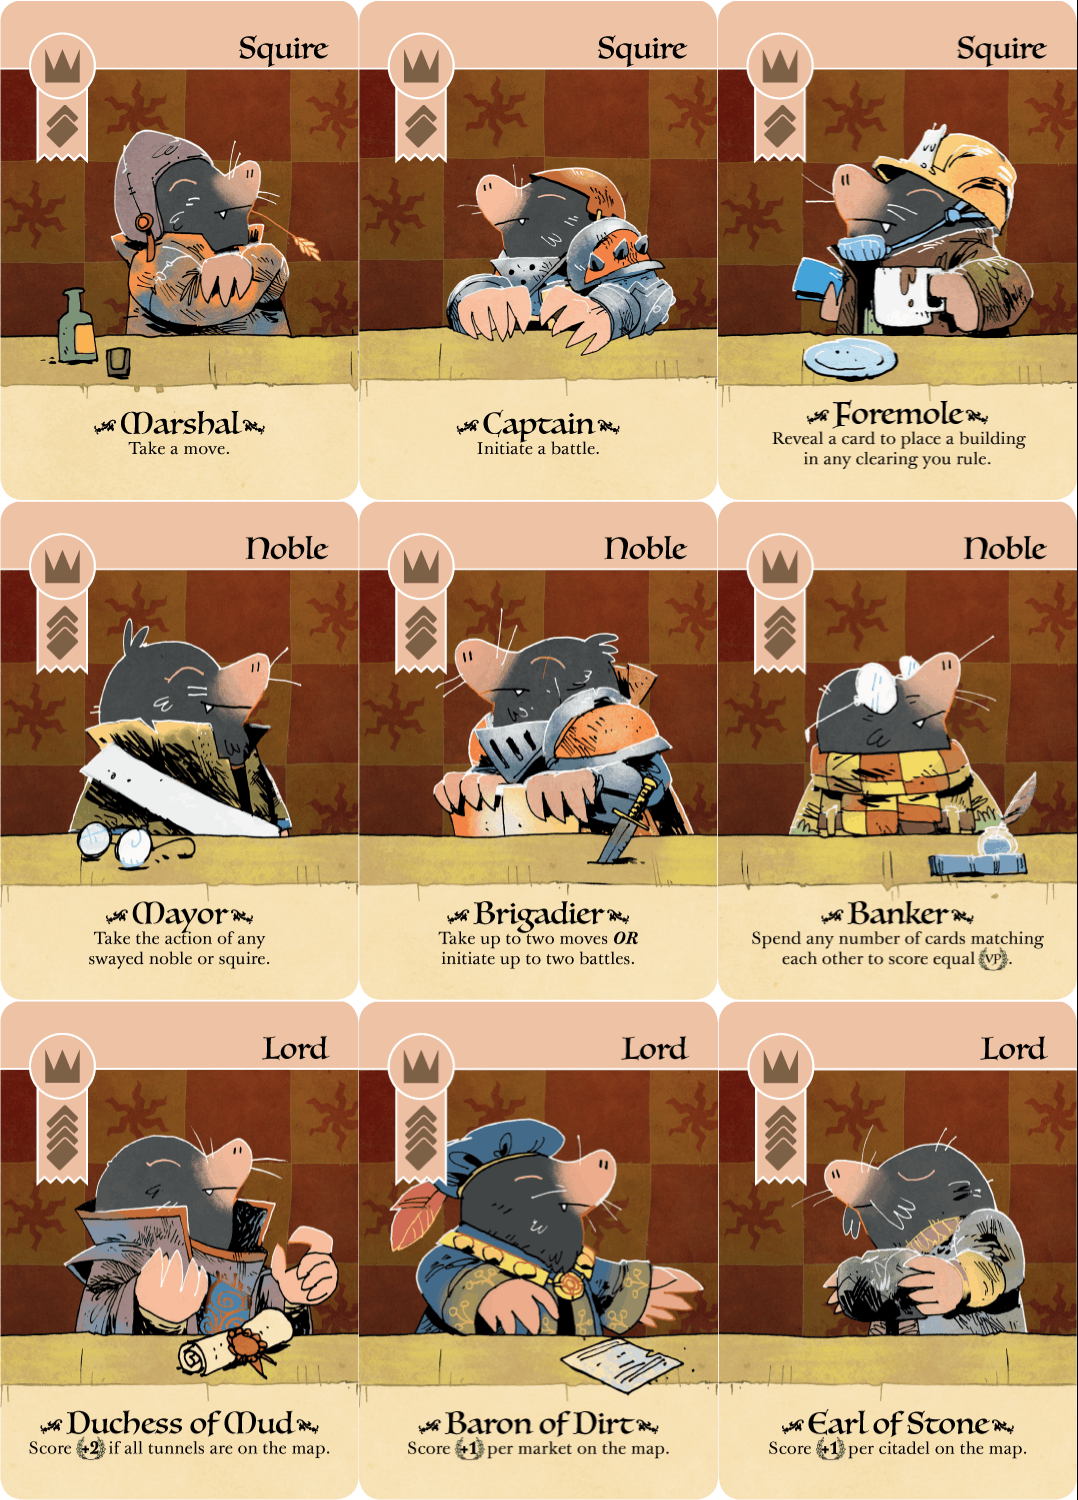 Squire
Marshal
Take a move.
Squire
Captain
Initiate a battle.
Squire
Foremole
Reveal a card to place a building
in any clearing you rule.
Noble
Mayor
Take the action of any
swayed noble or squire.
Noble
Brigadier
Take up to two moves OR
initiate up to two battles.
Noble
Banker
Spend any number of cards matching
each other to score equal VP.
Lord
Duchess of Mud
Score +2 if all tunnels are on the map.
Lord
Baron of Dirt
Score +1 per market on the map.
Lord
Earl of Stone
Score +1 per citadel on the map.